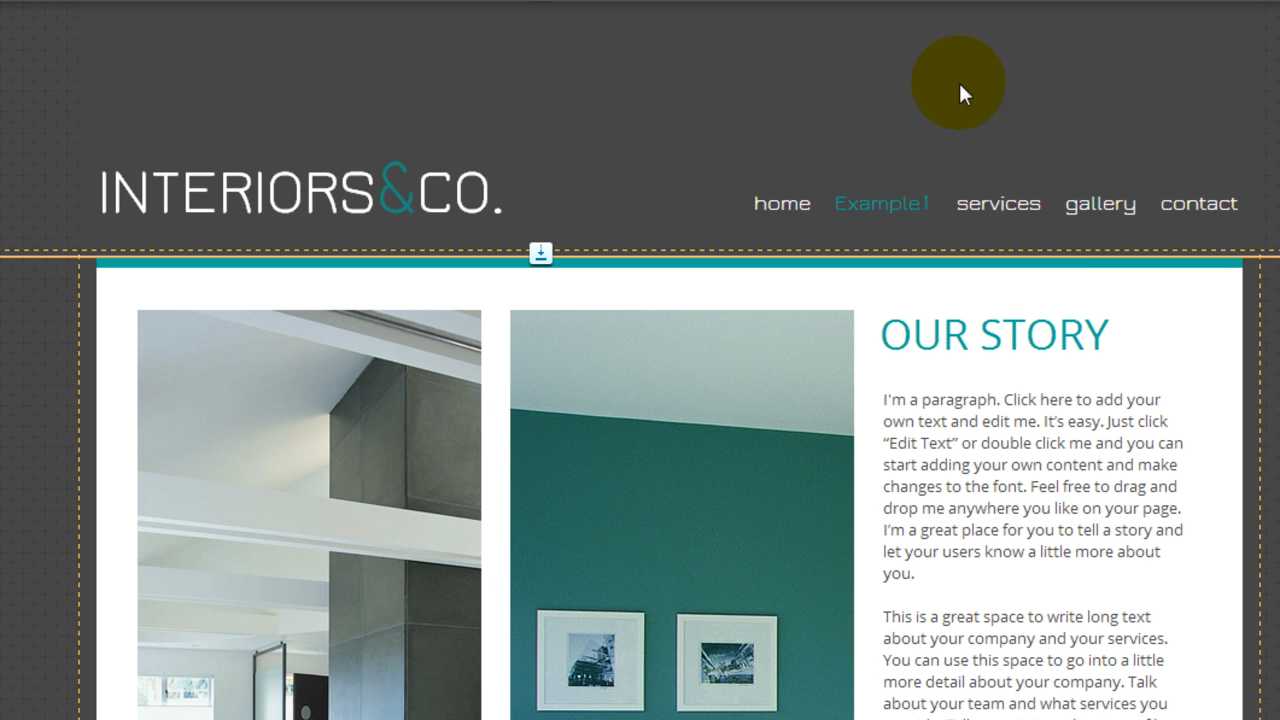 INTERIORS&CO.
home Example1 services gallery contact
OUR STORY
I'm a paragraph. Click here to add your
own text and edit me. It’s easy. Just click
“Edit Text” or double click me and you can
start adding your own content and make
changes to the font. Feel free to drag and
drop me anywhere you like on your page.
I’m a great place for you to tell a story and
let your users know a little more about
you.
This is a great space to write long text
about your company and your services.
You can use this space to go into a little
more detail about your company. Talk
about your team and what services you